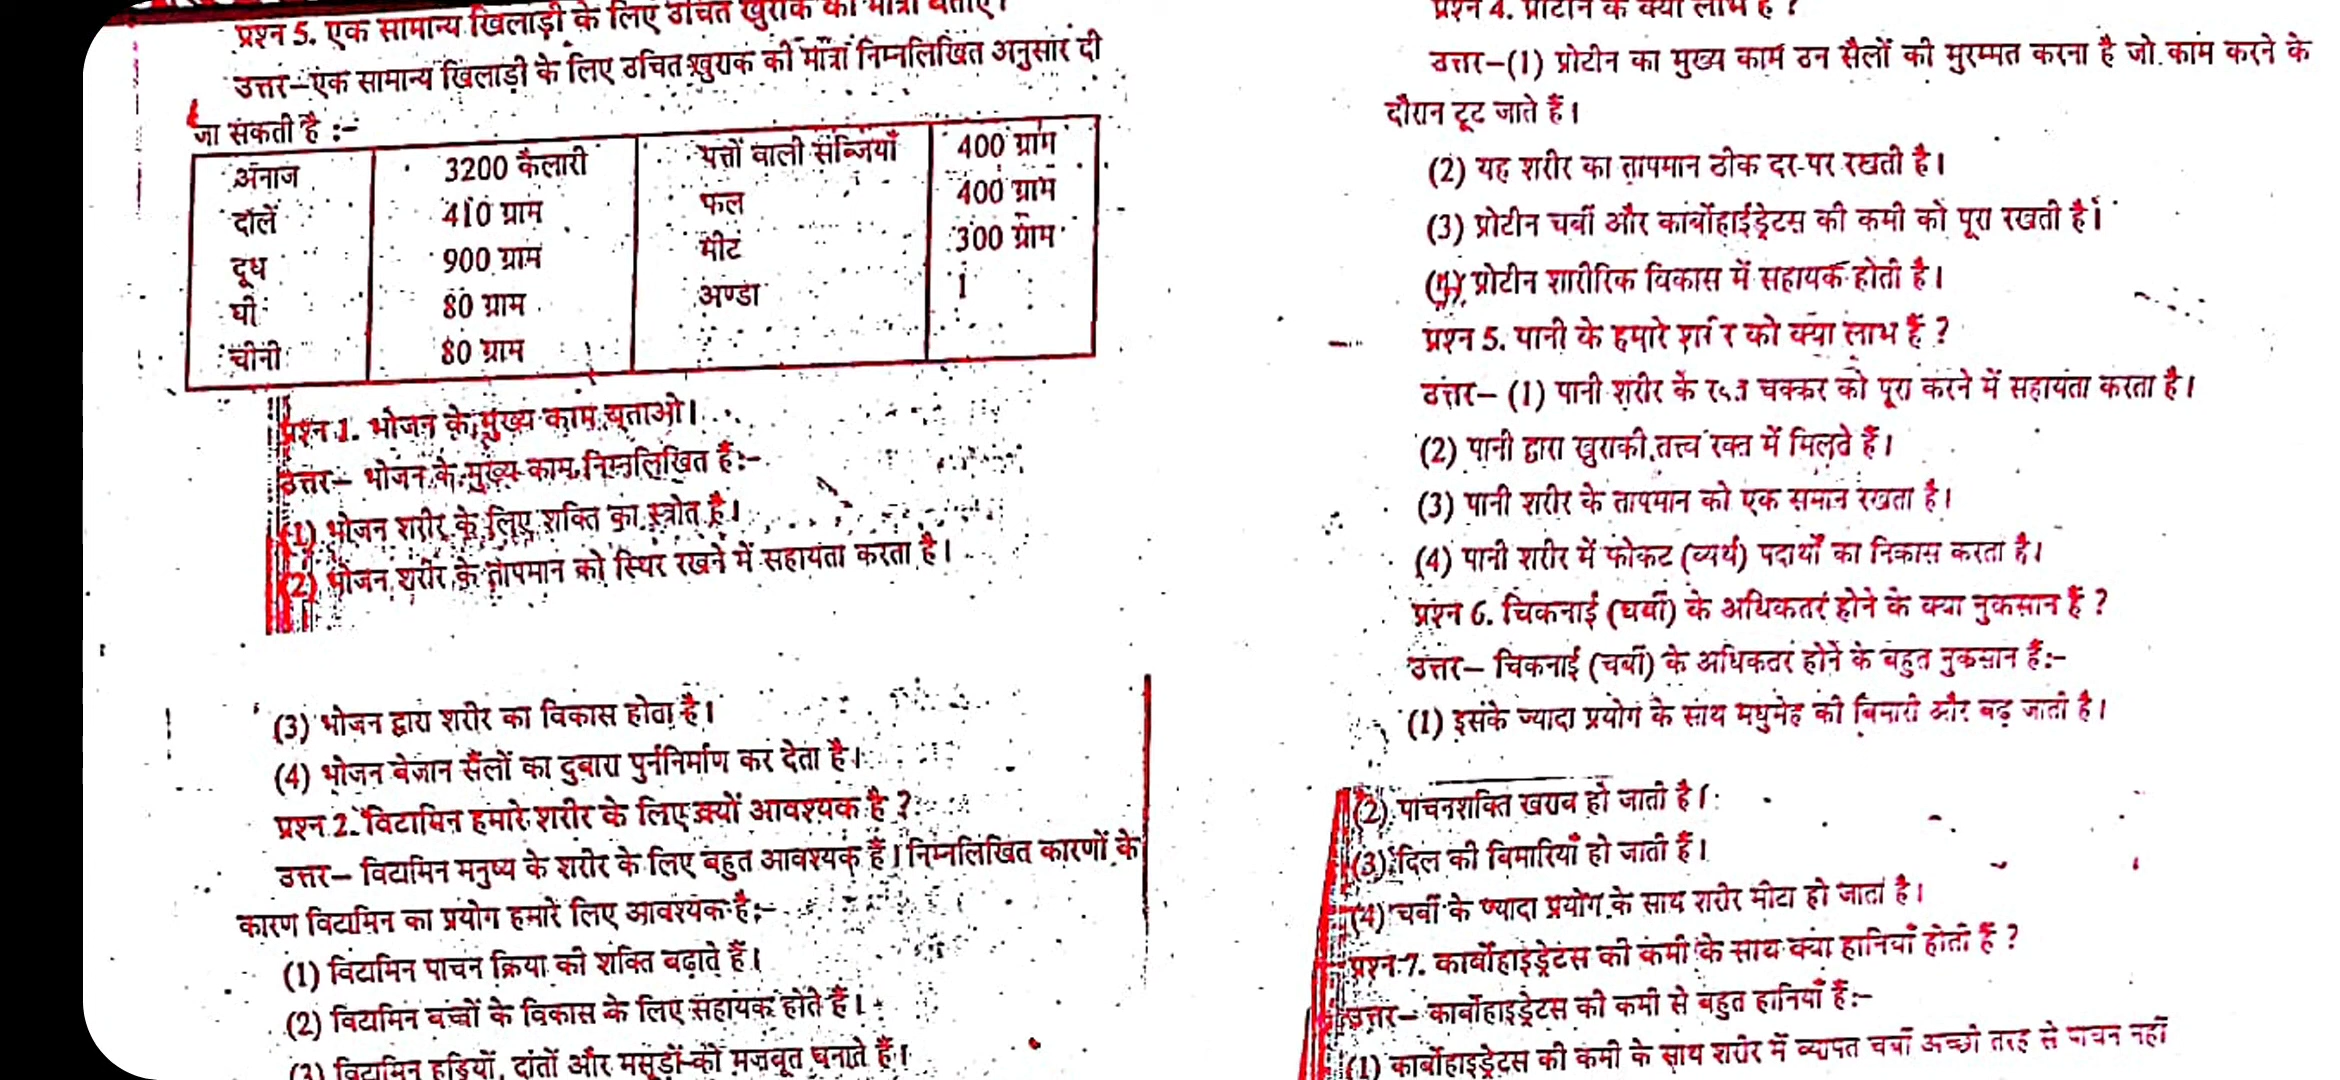 प्रश्न 5. एक सामान्य खिलाड़ी के लिए उचित खुराक की मात्रा बताएं।
उत्तर–एक सामान्य खिलाड़ी के लिए उचित खुराक की मात्रा निम्नलिखित अनुसार दी
जा सकती है :–
अनाज 3200 कैलारी पत्तों वाली सब्जियाँ 400 ग्राम
दालें 410 ग्राम फल 400 ग्राम
दूध 900 ग्राम मीट 300 ग्राम
घी 80 ग्राम अण्डा 1
चीनी 80 ग्राम
प्रश्न 1. भोजन के मुख्य काम बताओ।
उत्तर– भोजन के मुख्य काम निम्नलिखित हैं:–
(1) भोजन शरीर के लिए शक्ति का स्त्रोत है।
(2) भोजन शरीर के तापमान को स्थिर रखने में सहायता करता है।
(3) भोजन द्वारा शरीर का विकास होता है।
(4) भोजन बेजान सैलों का दुबारा पुर्ननिर्माण कर देता है।
प्रश्न 2. विटामिन हमारे शरीर के लिए क्यों आवश्यक है ?
उत्तर– विटामिन मनुष्य के शरीर के लिए बहुत आवश्यक हैं। निम्नलिखित कारणों के
कारण विटामिन का प्रयोग हमारे लिए आवश्यक है:–
(1) विटामिन पाचन क्रिया की शक्ति बढ़ाते हैं।
(2) विटामिन बच्चों के विकास के लिए सहायक होते हैं।
(3) विटामिन हड्डियों, दांतों और मसूड़ों को मजबूत बनाते हैं।
प्रश्न 4. प्रोटीन के क्या लाभ हैं ?
उत्तर–(1) प्रोटीन का मुख्य काम उन सैलों की मुरम्मत करना है जो काम करने के
दौरान टूट जाते हैं।
(2) यह शरीर का तापमान ठीक दर पर रखती है।
(3) प्रोटीन चर्बी और कार्बोहाईड्रेटस की कमी को पूरा रखती है।
(4) प्रोटीन शारीरिक विकास में सहायक होती है।
प्रश्न 5. पानी के हमारे शरीर को क्या लाभ हैं ?
उत्तर– (1) पानी शरीर के चक्कर को पूरा करने में सहायता करता है।
(2) पानी द्वारा खुराकी तत्त्व रक्त में मिलते हैं।
(3) पानी शरीर के तापमान को एक समान रखता है।
(4) पानी शरीर में फोकट (व्यर्थ) पदार्थों का निकास करता है।
प्रश्न 6. चिकनाई (चर्बी) के अधिकतर होने के क्या नुकसान हैं ?
उत्तर– चिकनाई (चर्बी) के अधिकतर होने के बहुत नुकसान हैं:–
(1) इसके ज्यादा प्रयोग के साथ मधुमेह की बिमारी और बढ़ जाती है।
(2) पाचनशक्ति खराब हो जाती है।
(3) दिल की बिमारियाँ हो जाती हैं।
(4) चर्बी के ज्यादा प्रयोग के साथ शरीर मोटा हो जाता है।
प्रश्न 7. कार्बोहाइड्रेटस की कमी के साथ क्या हानियाँ होती हैं ?
उत्तर– कार्बोहाइड्रेटस की कमी से बहुत हानियाँ हैं:–
(1) कार्बोहाइड्रेटस की कमी के साथ शरीर में व्यापत चर्बी अच्छी तरह से पाचन नहीं